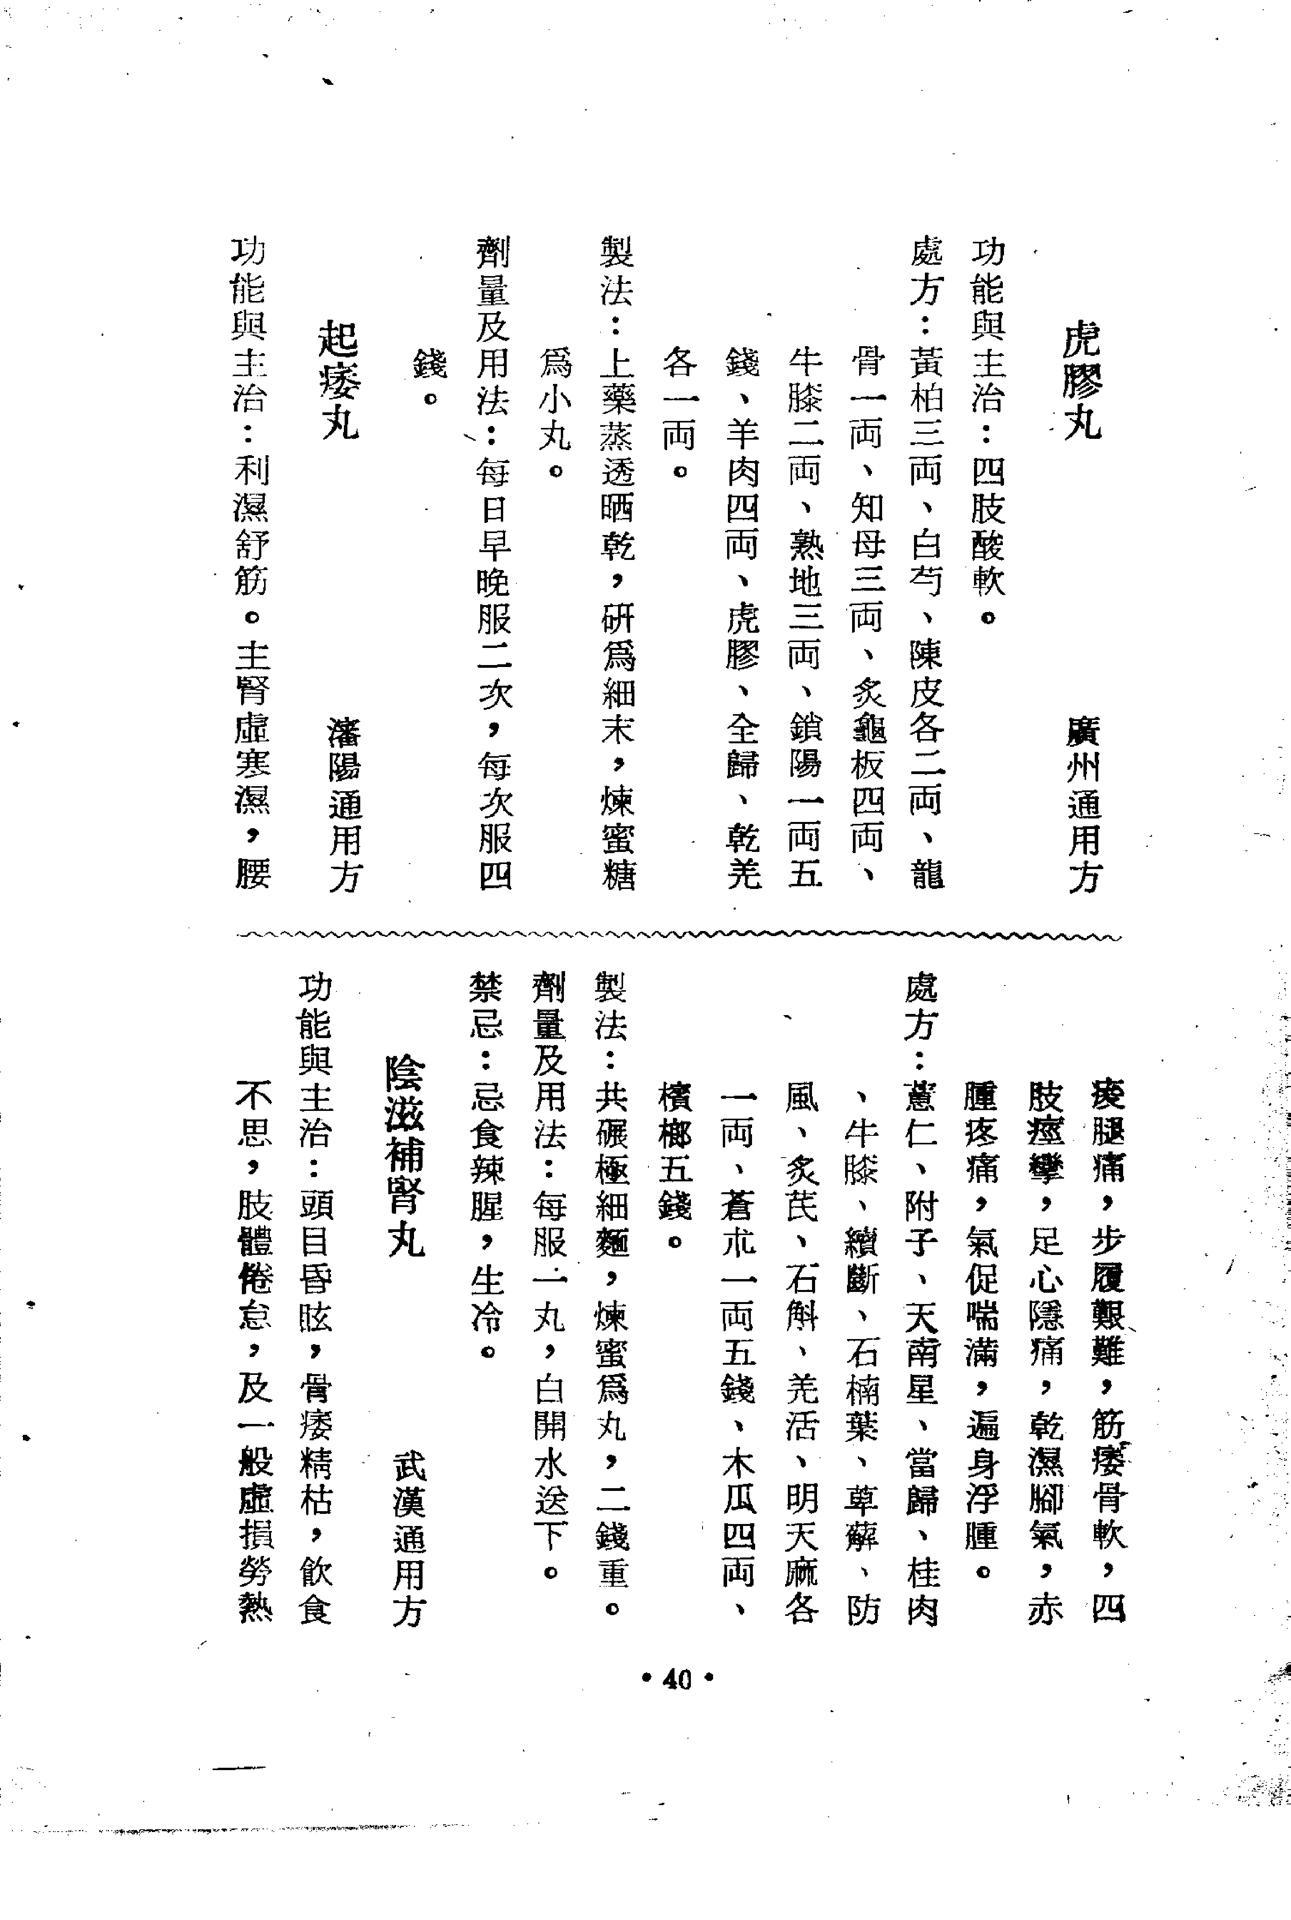 虎膠丸　廣州通用方
功能與主治：四肢酸軟。
處方：黃柏三両、白芍、陳皮各二両、龍
骨一両、知母三両、炙龜板四両、
牛膝二両、熟地三両、鎖陽一両五
錢、羊肉四両、虎膠、全歸、乾羌
各一両。
製法：上藥蒸透晒乾，研爲細末，煉蜜糖
爲小丸。
劑量及用法：每日早晚服二次，每次服四
錢。
起痿丸　瀋陽通用方
功能與主治：利濕舒筋。主腎虛寒濕，腰
痠腿痛，步履艱難，筋痿骨軟，四
肢痙攣，足心隱痛，乾濕腳氣，赤
腫疼痛，氣促喘滿，遍身浮腫。
處方：薏仁、附子、天南星、當歸、桂肉
、牛膝、續斷、石楠葉、萆薢、防
風、炙芪、石斛、羌活、明天麻各
一両、蒼朮一両五錢、木瓜四両、
檳榔五錢。
製法：共碾極細麵，煉蜜爲丸，二錢重。
劑量及用法：每服一丸，白開水送下。
禁忌：忌食辣腥，生冷。
陰滋補腎丸　武漢通用方
功能與主治：頭目昏眩，骨痿精枯，飲食
不思，肢體倦怠，及一般虛損勞熱
•40•